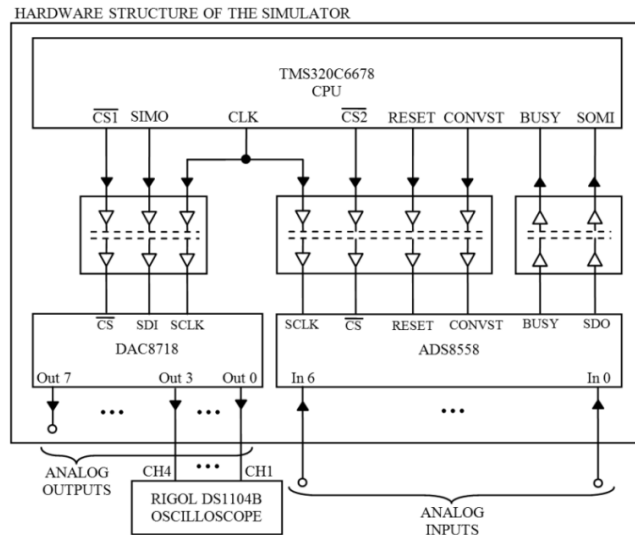 HARDWARE STRUCTURE OF THE SIMULATOR
TMS320C6678
CPU
CS1 SIMO CLK CS2 RESET CONVST BUSY SOMI
CS SDI SCLK SCLK CS RESET CONVST BUSY SDO
DAC8718 ADS8558
Out 7 Out 3 Out 0 In 6 In 0
... ... ...
...
CH4 CH1
ANALOG
OUTPUTS
RIGOL DS1104B
OSCILLOSCOPE
ANALOG
INPUTS